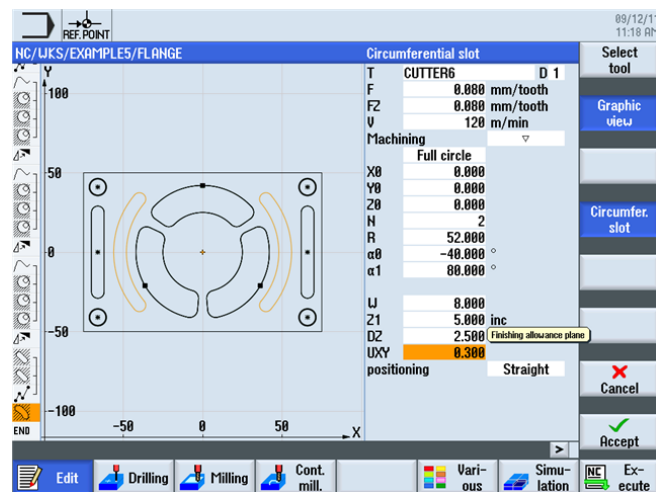 REF. POINT
09/12/1
11:18 AM
NC/WKS/EXAMPLE5/FLANGE
Circumferential slot
Select tool
Y
T CUTTER6 D 1
F 0.080 mm/tooth
FZ 0.080 mm/tooth
V 120 m/min
Graphic view
Machining ▽
Full circle
X0 0.000
Y0 0.000
Z0 0.000
N 2
R 52.000
α0 -40.000 °
α1 80.000 °
Circumfer. slot
W 8.000
Z1 5.000 inc
DZ 2.500 Finishing allowance plane
UXY 0.300
positioning Straight
100
50
0
-50
-100
-50 0 50 X
END
Cancel
Accept
>
Edit Drilling Milling Cont. mill. Vari- ous Simu- lation NC Ex- ecute